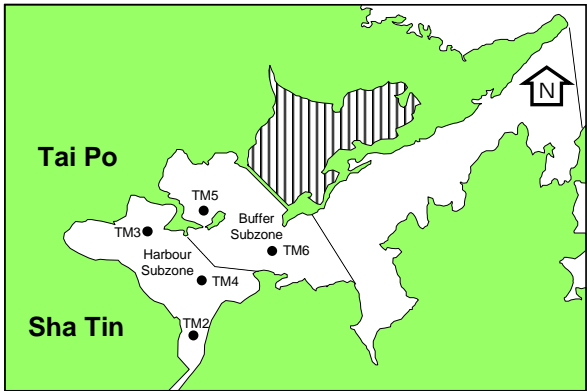 N
Tai Po
TM5
Buffer
Subzone
TM3
TM6
Harbour
Subzone
TM4
Sha Tin
TM2